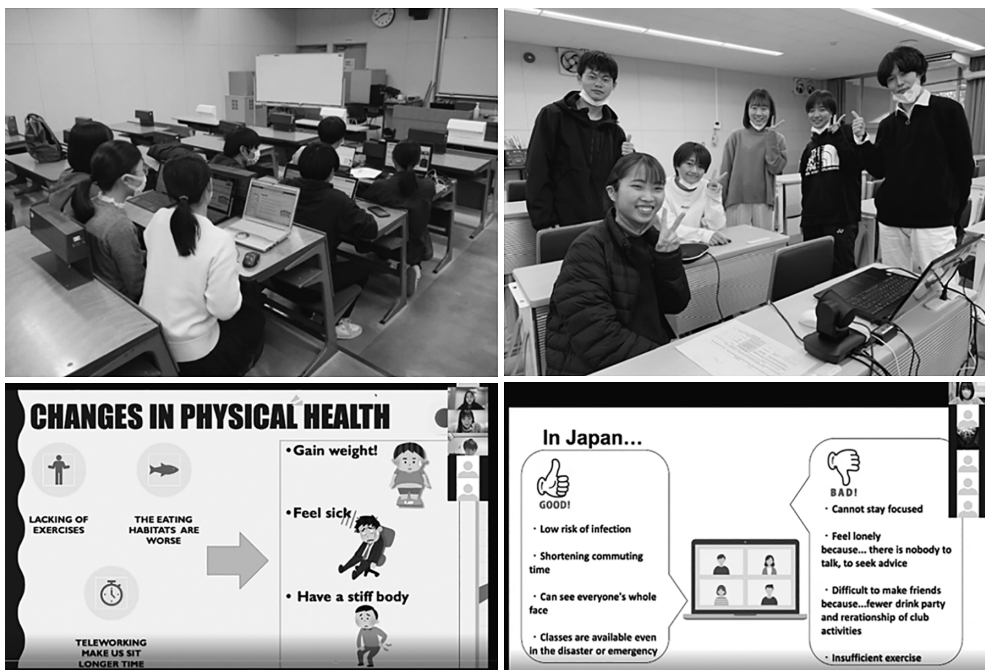 CHANGES IN PHYSICAL HEALTH
LACKING OF
EXERCISES
THE EATING
HABITATS ARE
WORSE
TELEWORKING
MAKE US SIT
LONGER TIME
•Gain weight!
•Feel sick
• Have a stiff body
In Japan...
GOOD!
・Low risk of infection
・Shortening commuting
time
・Can see everyone's whole
face
・Classes are available even
in the disaster or emergency
BAD!
・Cannot stay focused
・Feel lonely
because... there is nobody to
talk, to seek advice
・Difficult to make friends
because...fewer drink party
and rerationship of club
activities
・Insufficient exercise